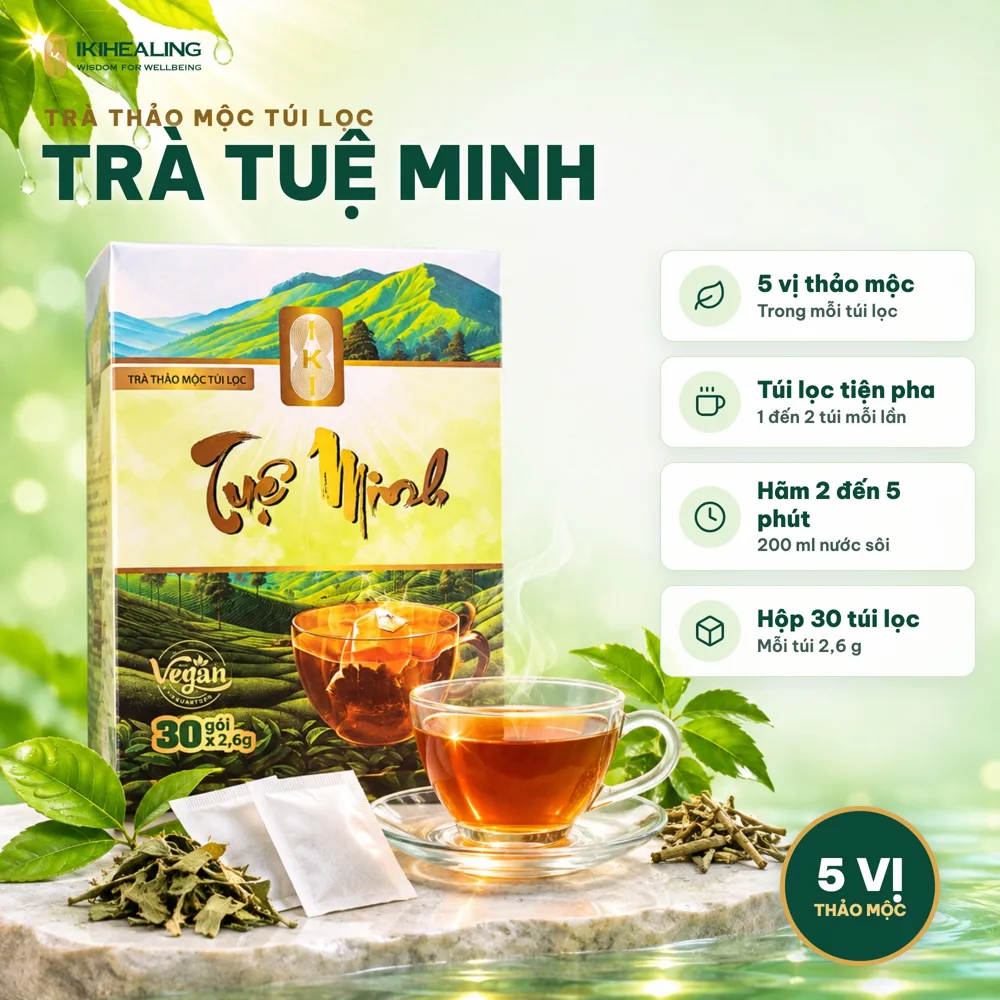 IKIHEALING
WISDOM FOR WELLBEING
TRÀ THẢO MỘC TÚI LỌC
TRÀ TUỆ MINH
IKI
TRÀ THẢO MỘC TÚI LỌC
Tuệ Minh
Vegan
30 gói x 2,6g
5 vị thảo mộc
Trong mỗi túi lọc
Túi lọc tiện pha
1 đến 2 túi mỗi lần
Hãm 2 đến 5
phút
200 ml nước sôi
Hộp 30 túi lọc
Mỗi túi 2,6 g
5 VỊ
THẢO MỘC